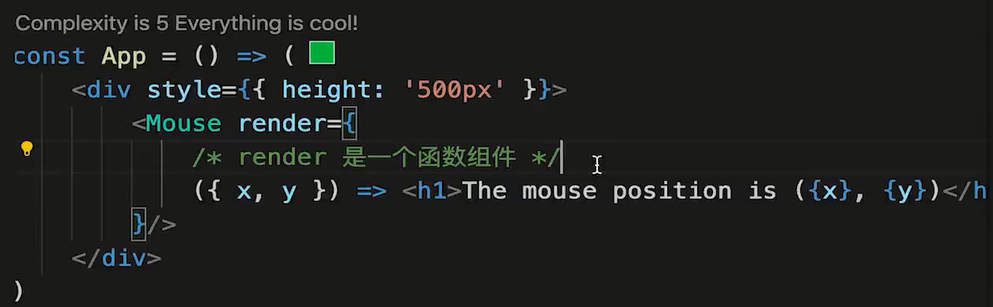 Complexity is 5 Everything is cool!
const App = () => (
<div style={{ height: '500px' }}>
<Mouse render={
/* render 是一个函数组件 */
({ x, y }) => <h1>The mouse position is ({x}, {y})</h
}/>
</div>
)